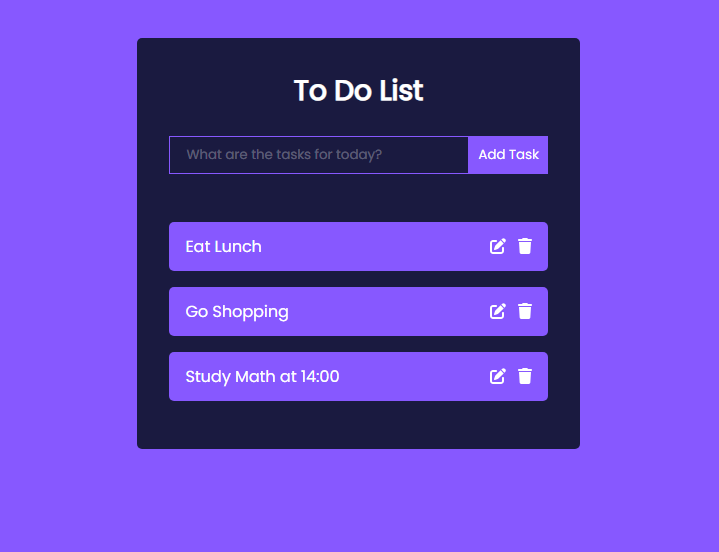 To Do List
What are the tasks for today? Add Task
Eat Lunch
Go Shopping
Study Math at 14:00